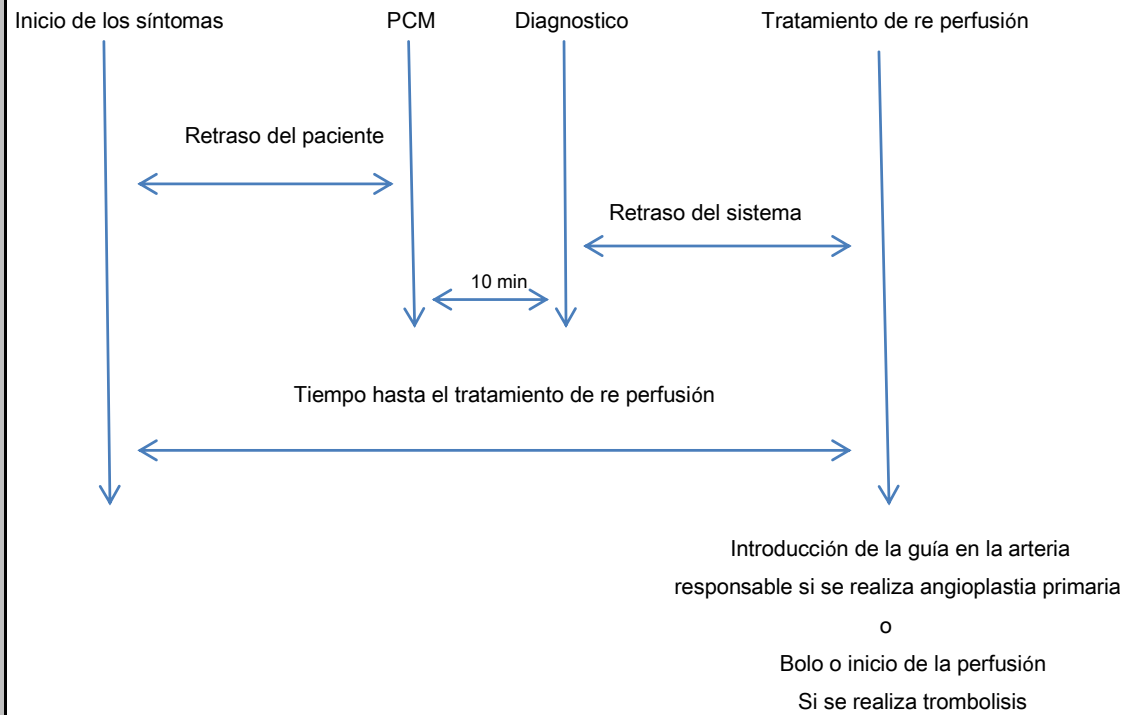 Inicio de los síntomas PCM Diagnostico Tratamiento de re perfusión
Retraso del paciente
Retraso del sistema
10 min
Tiempo hasta el tratamiento de re perfusión
Introducción de la guía en la arteria
responsable si se realiza angioplastia primaria
o
Bolo o inicio de la perfusión
Si se realiza trombolisis